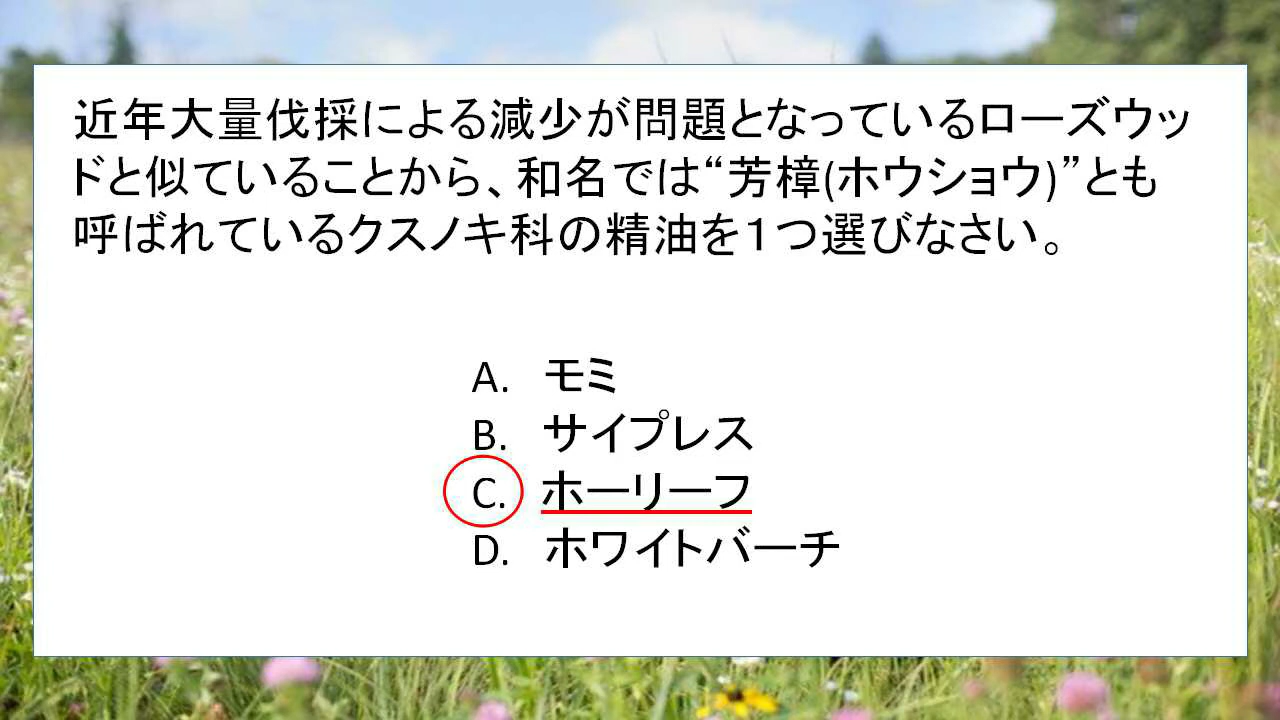 近年大量伐採による減少が問題となっているローズウッ
ドと似ていることから、和名では“芳樟(ホウショウ)”とも
呼ばれているクスノキ科の精油を１つ選びなさい。
A. モミ
B. サイプレス
C. ホーリーフ
D. ホワイトバーチ